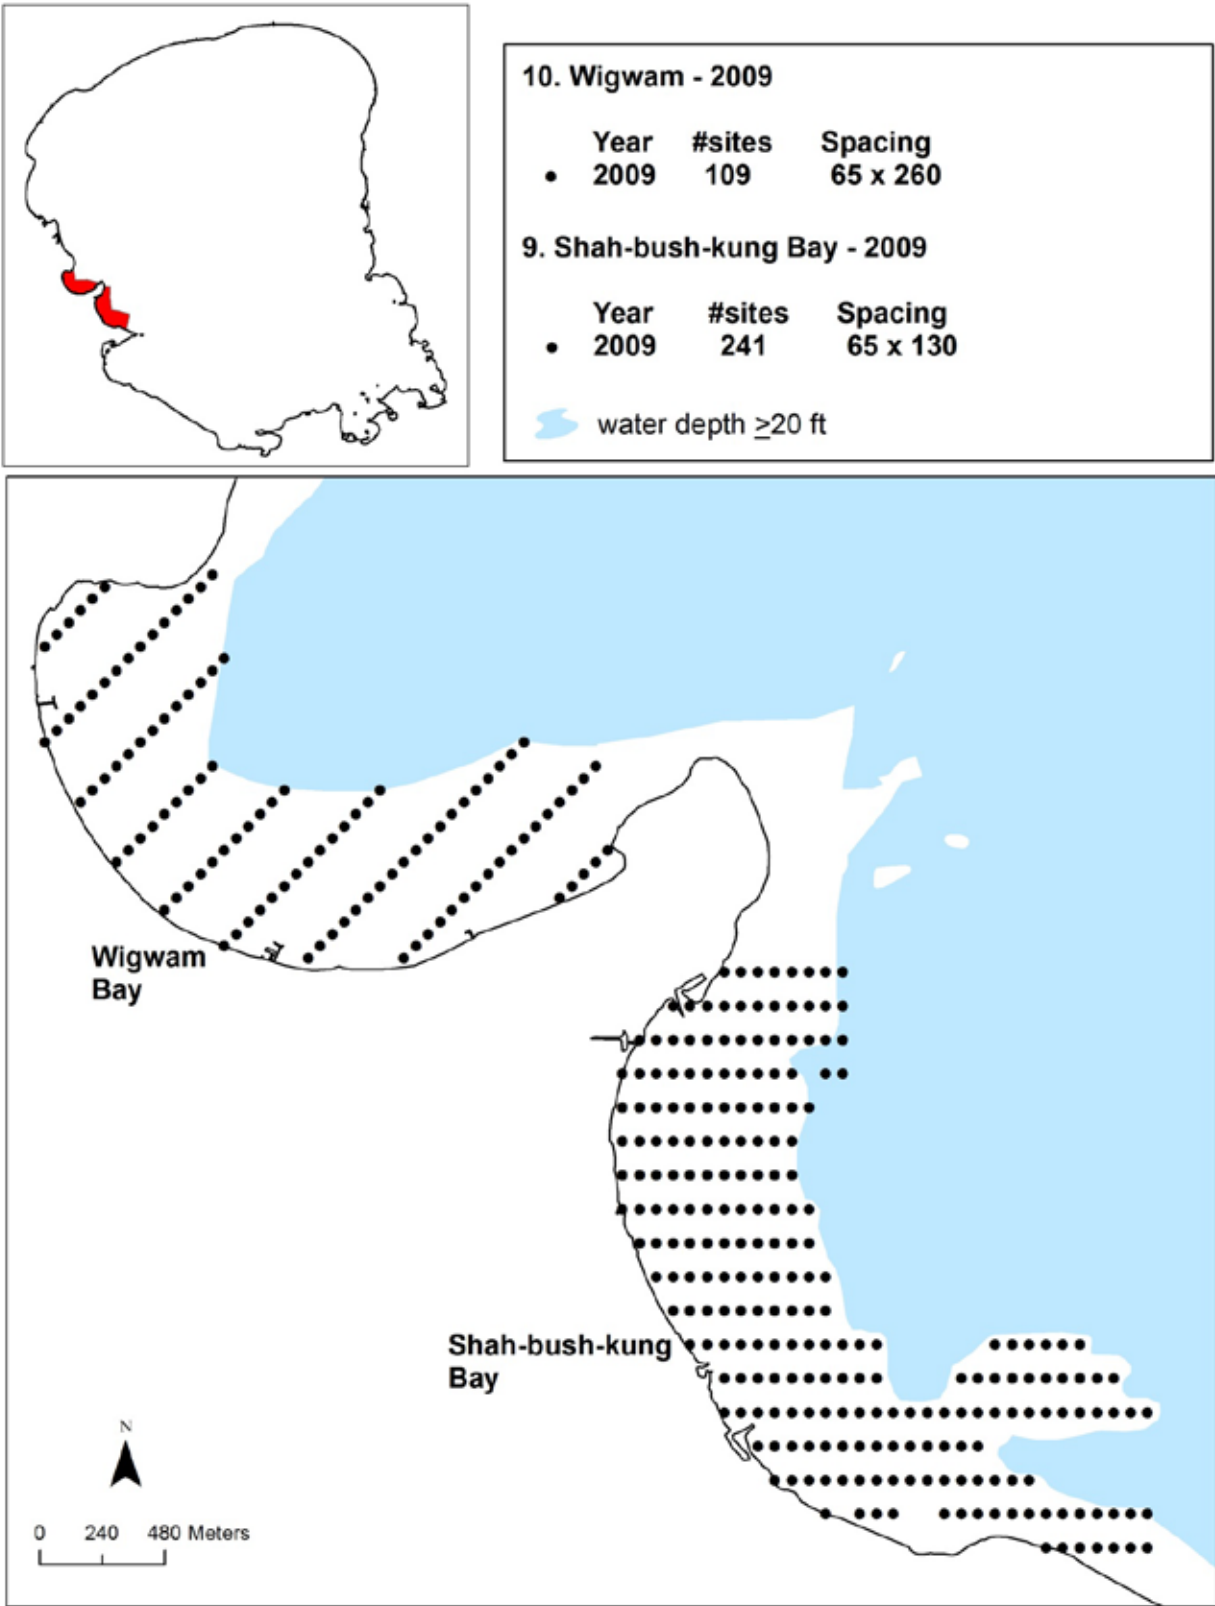 10. Wigwam - 2009
Year #sites Spacing
2009 109 65 x 260
9. Shah-bush-kung Bay - 2009
Year #sites Spacing
2009 241 65 x 130
water depth ≥20 ft
Wigwam
Bay
Shah-bush-kung
Bay
N
0 240 480 Meters